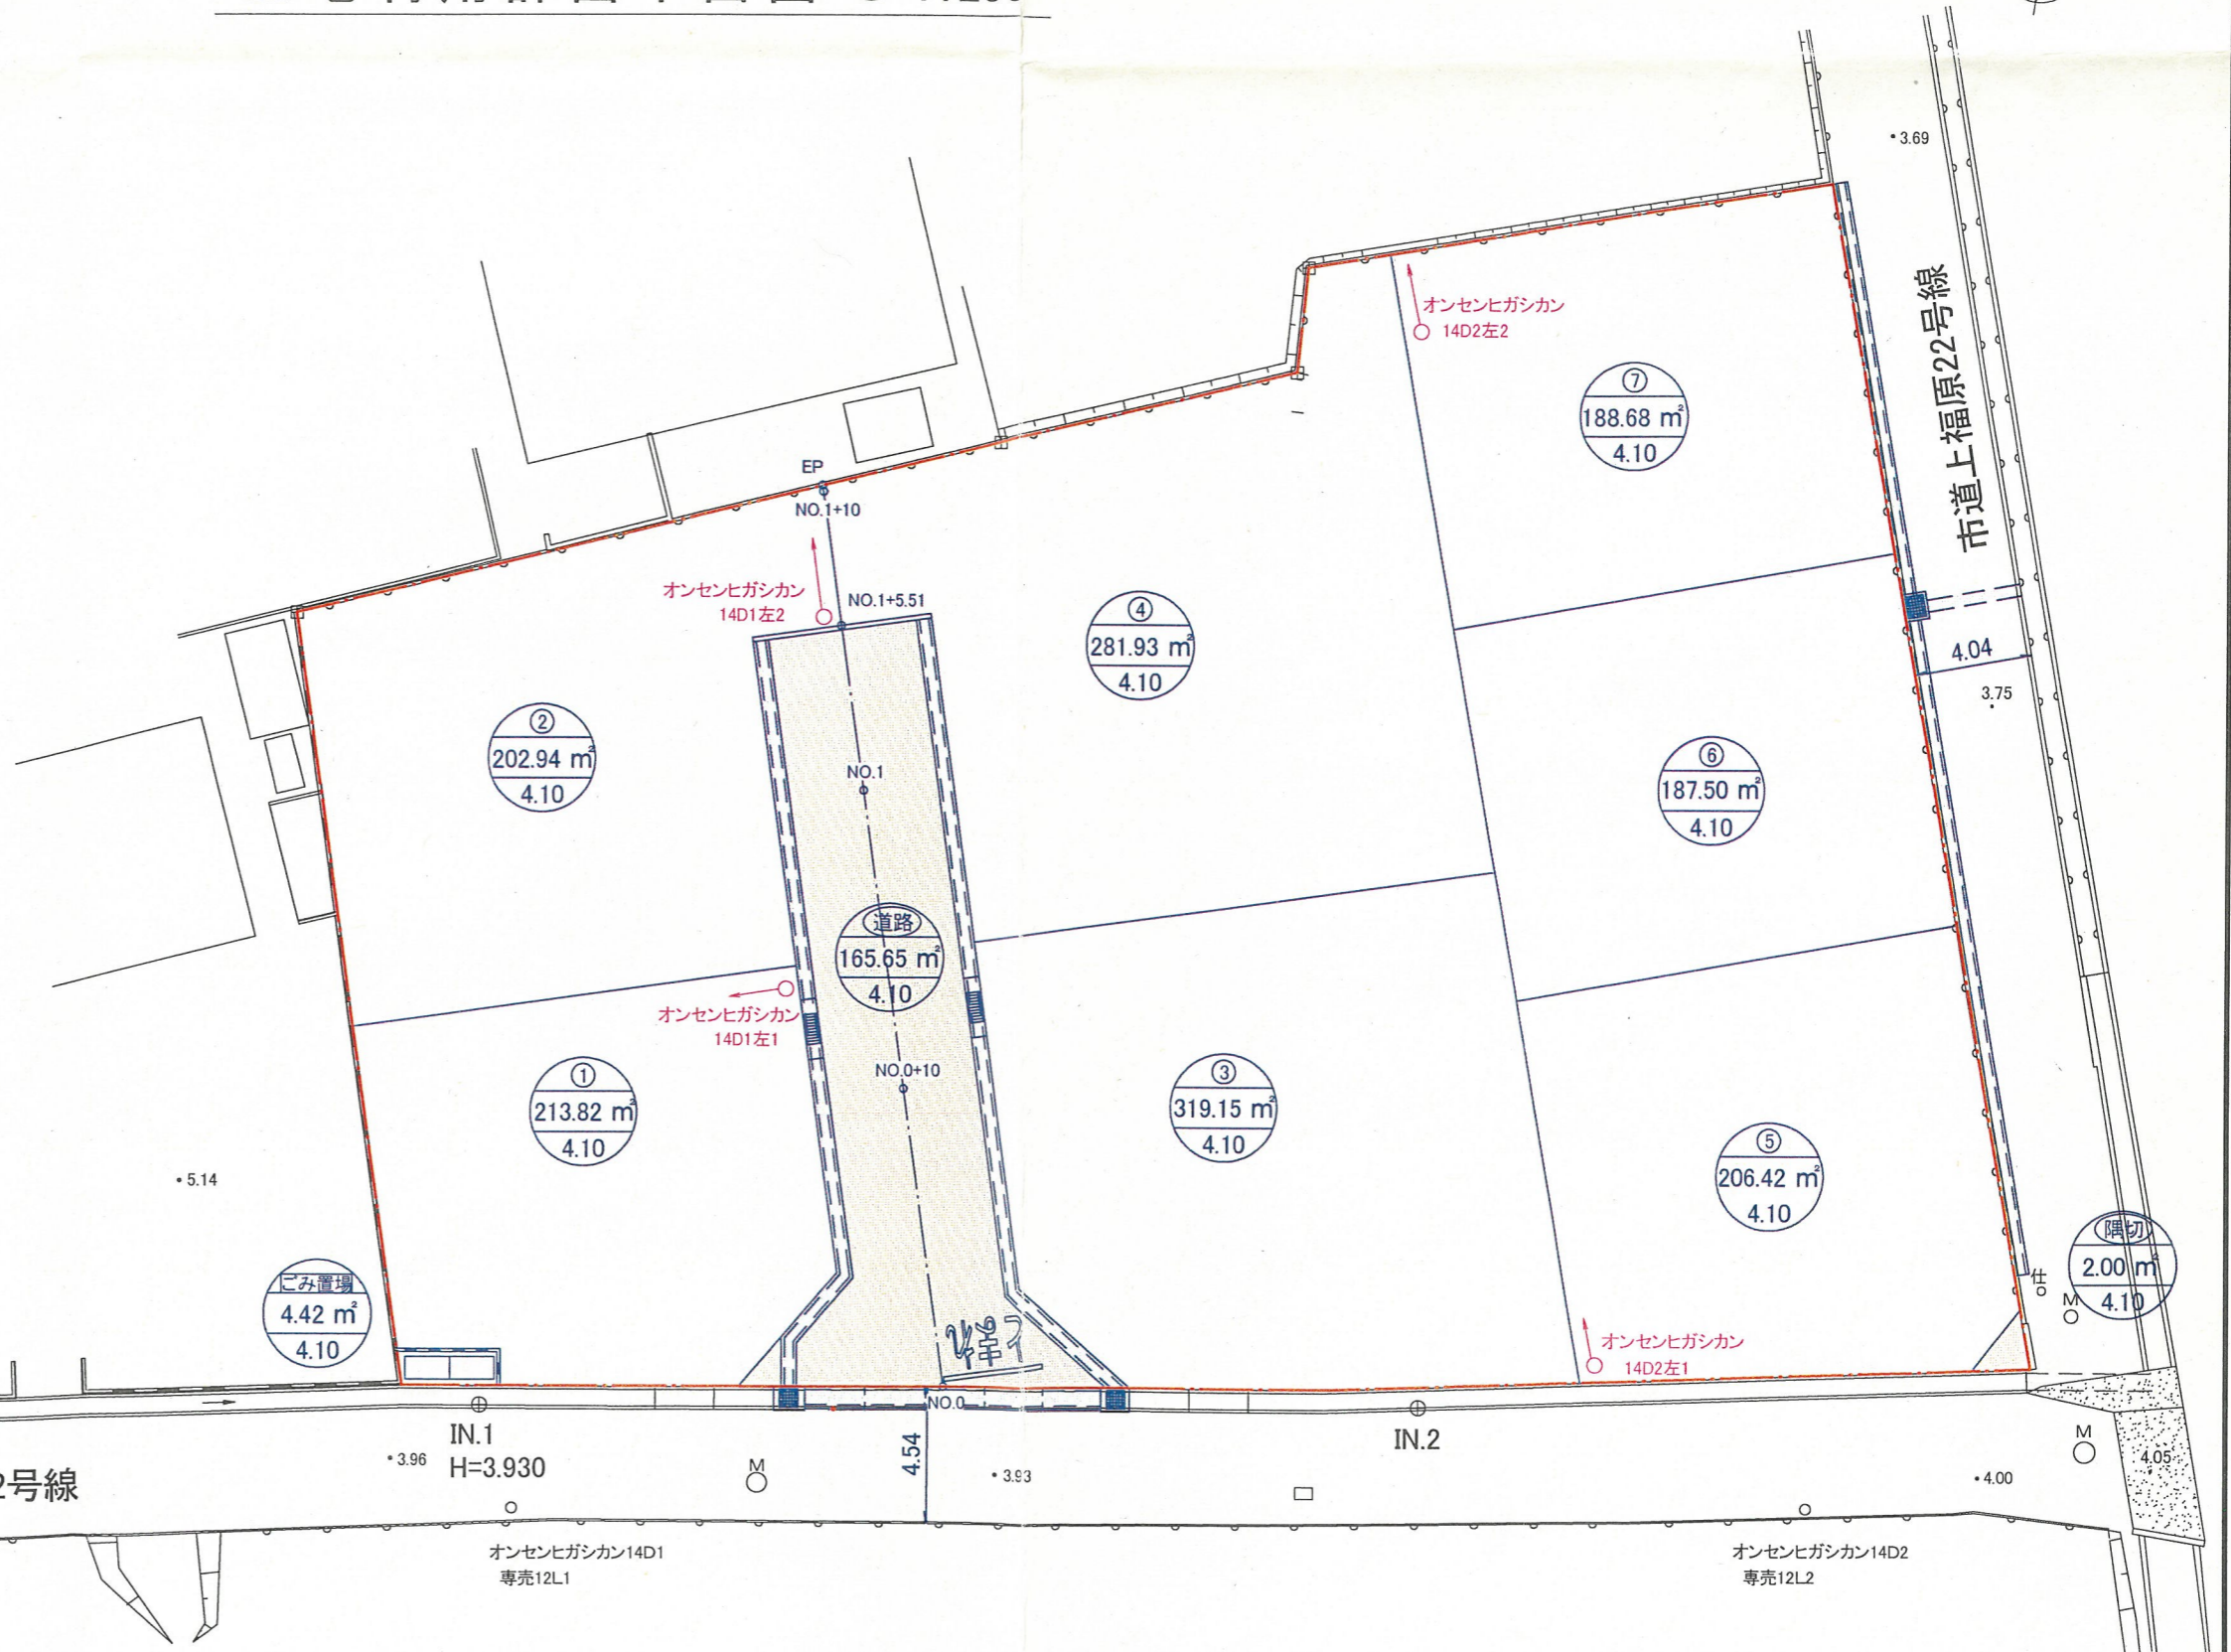 3.69
市道上福原22号線
オンセンヒガシカン
14D2左2
⑦
188.68 ㎡
4.10
EP
NO.1+10
オンセンヒガシカン
14D1左2
NO.1+5.51
④
281.93 ㎡
4.10
4.04
3.75
②
202.94 ㎡
4.10
NO.1
⑥
187.50 ㎡
4.10
道路
165.65 ㎡
4.10
オンセンヒガシカン
14D1左1
NO.0+10
①
213.82 ㎡
4.10
③
319.15 ㎡
4.10
⑤
206.42 ㎡
4.10
5.14
ごみ置場
4.42 ㎡
4.10
隅切
2.00 ㎡
4.10
仕
M
オンセンヒガシカン
14D2左1
NO.0
IN.1
H=3.930
3.96
M
4.54
3.93
IN.2
M
4.05
4.00
2号線
オンセンヒガシカン14D1
専売12L1
オンセンヒガシカン14D2
専売12L2